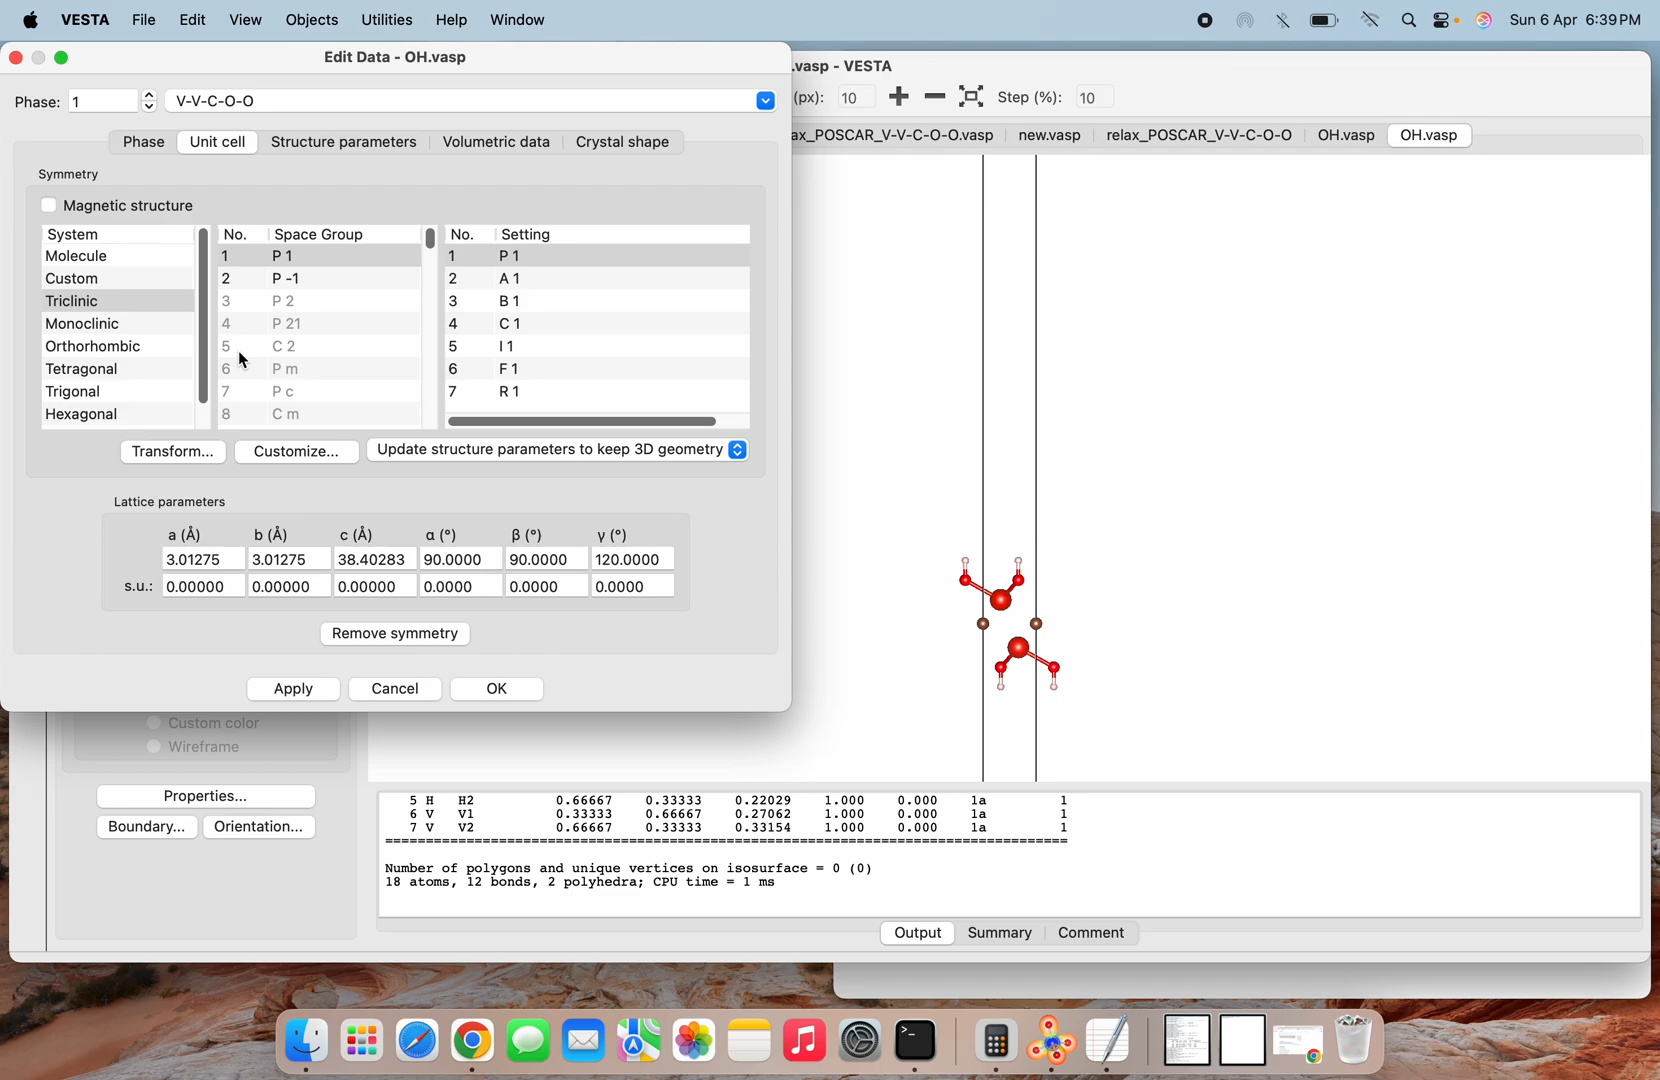 VESTA File Edit View Objects Utilities Help Window Sun 6 Apr 6:39 PM
Edit Data - OH.vasp
.vasp - VESTA
Phase: 1 V-V-C-O-O
(px): 10 Step (%): 10
Phase Unit cell Structure parameters Volumetric data Crystal shape
ax_POSCAR_V-V-C-O-O.vasp new.vasp relax_POSCAR_V-V-C-O-O OH.vasp OH.vasp
Symmetry
Magnetic structure
System No. Space Group No. Setting
Molecule 1 P 1 1 P 1
Custom 2 P -1 2 A 1
Triclinic 3 P 2 3 B 1
Monoclinic 4 P 21 4 C 1
Orthorhombic 5 C 2 5 I 1
Tetragonal 6 P m 6 F 1
Trigonal 7 P c 7 R 1
Hexagonal 8 C m
Transform... Customize... Update structure parameters to keep 3D geometry
Lattice parameters
a (Å) b (Å) c (Å) α (°) β (°) γ (°)
3.01275 3.01275 38.40283 90.0000 90.0000 120.0000
s.u.: 0.00000 0.00000 0.00000 0.0000 0.0000 0.0000
Remove symmetry
Apply Cancel OK
Custom color
Wireframe
Properties...
Boundary... Orientation...
5 H H2 0.66667 0.33333 0.22029 1.000 0.000 1a 1
6 V V1 0.33333 0.66667 0.27062 1.000 0.000 1a 1
7 V V2 0.66667 0.33333 0.33154 1.000 0.000 1a 1
Number of polygons and unique vertices on isosurface = 0 (0)
18 atoms, 12 bonds, 2 polyhedra; CPU time = 1 ms
Output Summary Comment